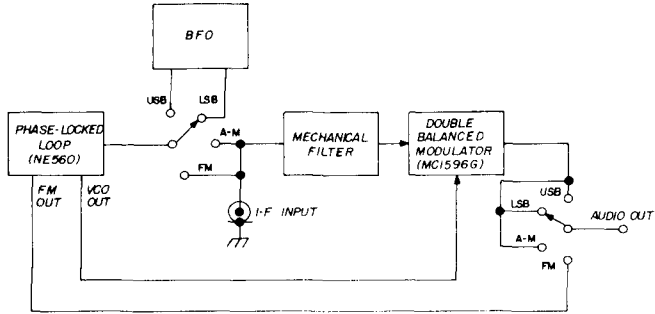 BFO
USB
LSB
PHASE-LOCKED
LOOP
(NE560)
FM
OUT
VCO
OUT
A-M
FM
I-F INPUT
MECHANICAL
FILTER
DOUBLE
BALANCED
MODULATOR
(MC1596G)
USB
LSB
A-M
FM
AUDIO OUT